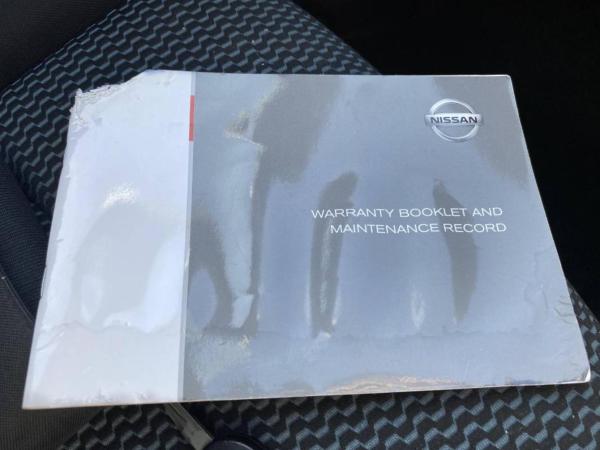 NISSAN
WARRANTY BOOKLET AND
MAINTENANCE RECORD